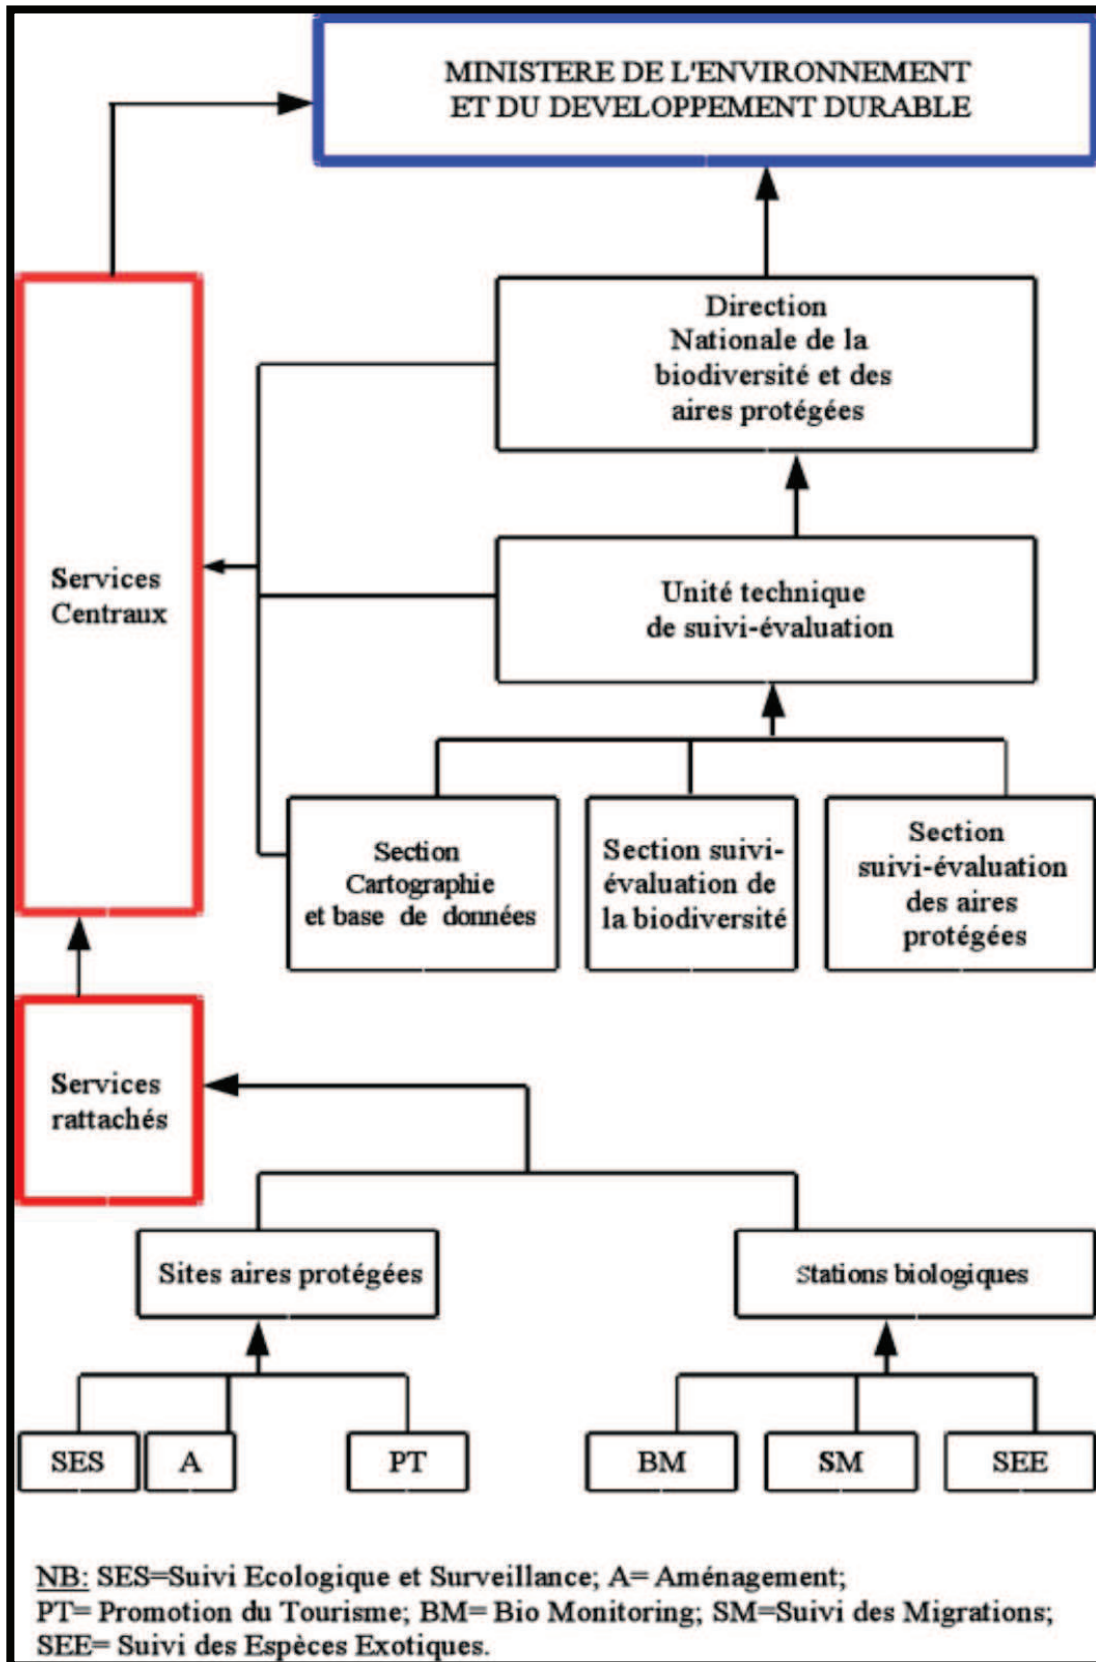 MINISTERE DE L'ENVIRONNEMENT
ET DU DEVELOPPEMENT DURABLE
Direction
Nationale de la
biodiversité et des
aires protégées
Services
Centraux
Unité technique
de suivi-évaluation
Section
Cartographie
et base de données
Section suivi-
évaluation de
la biodiversité
Section
suivi-évaluation
des aires
protégées
Services
rattachés
Sites aires protégées
Stations biologiques
SES
A
PT
BM
SM
SEE
NB: SES=Suivi Ecologique et Surveillance; A= Aménagement;
PT= Promotion du Tourisme; BM= Bio Monitoring; SM=Suivi des Migrations;
SEE= Suivi des Espèces Exotiques.